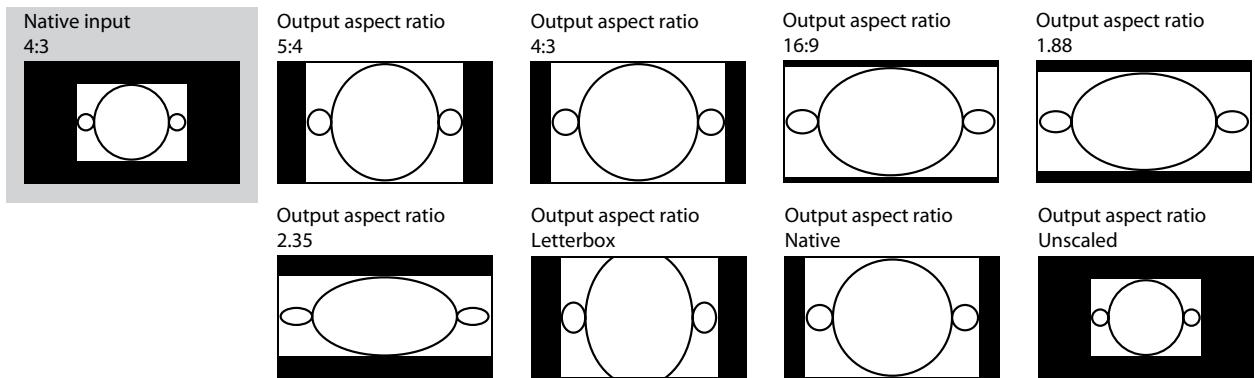 Native input
4:3
Output aspect ratio
5:4
Output aspect ratio
4:3
Output aspect ratio
16:9
Output aspect ratio
1.88
Output aspect ratio
2.35
Output aspect ratio
Letterbox
Output aspect ratio
Native
Output aspect ratio
Unscaled